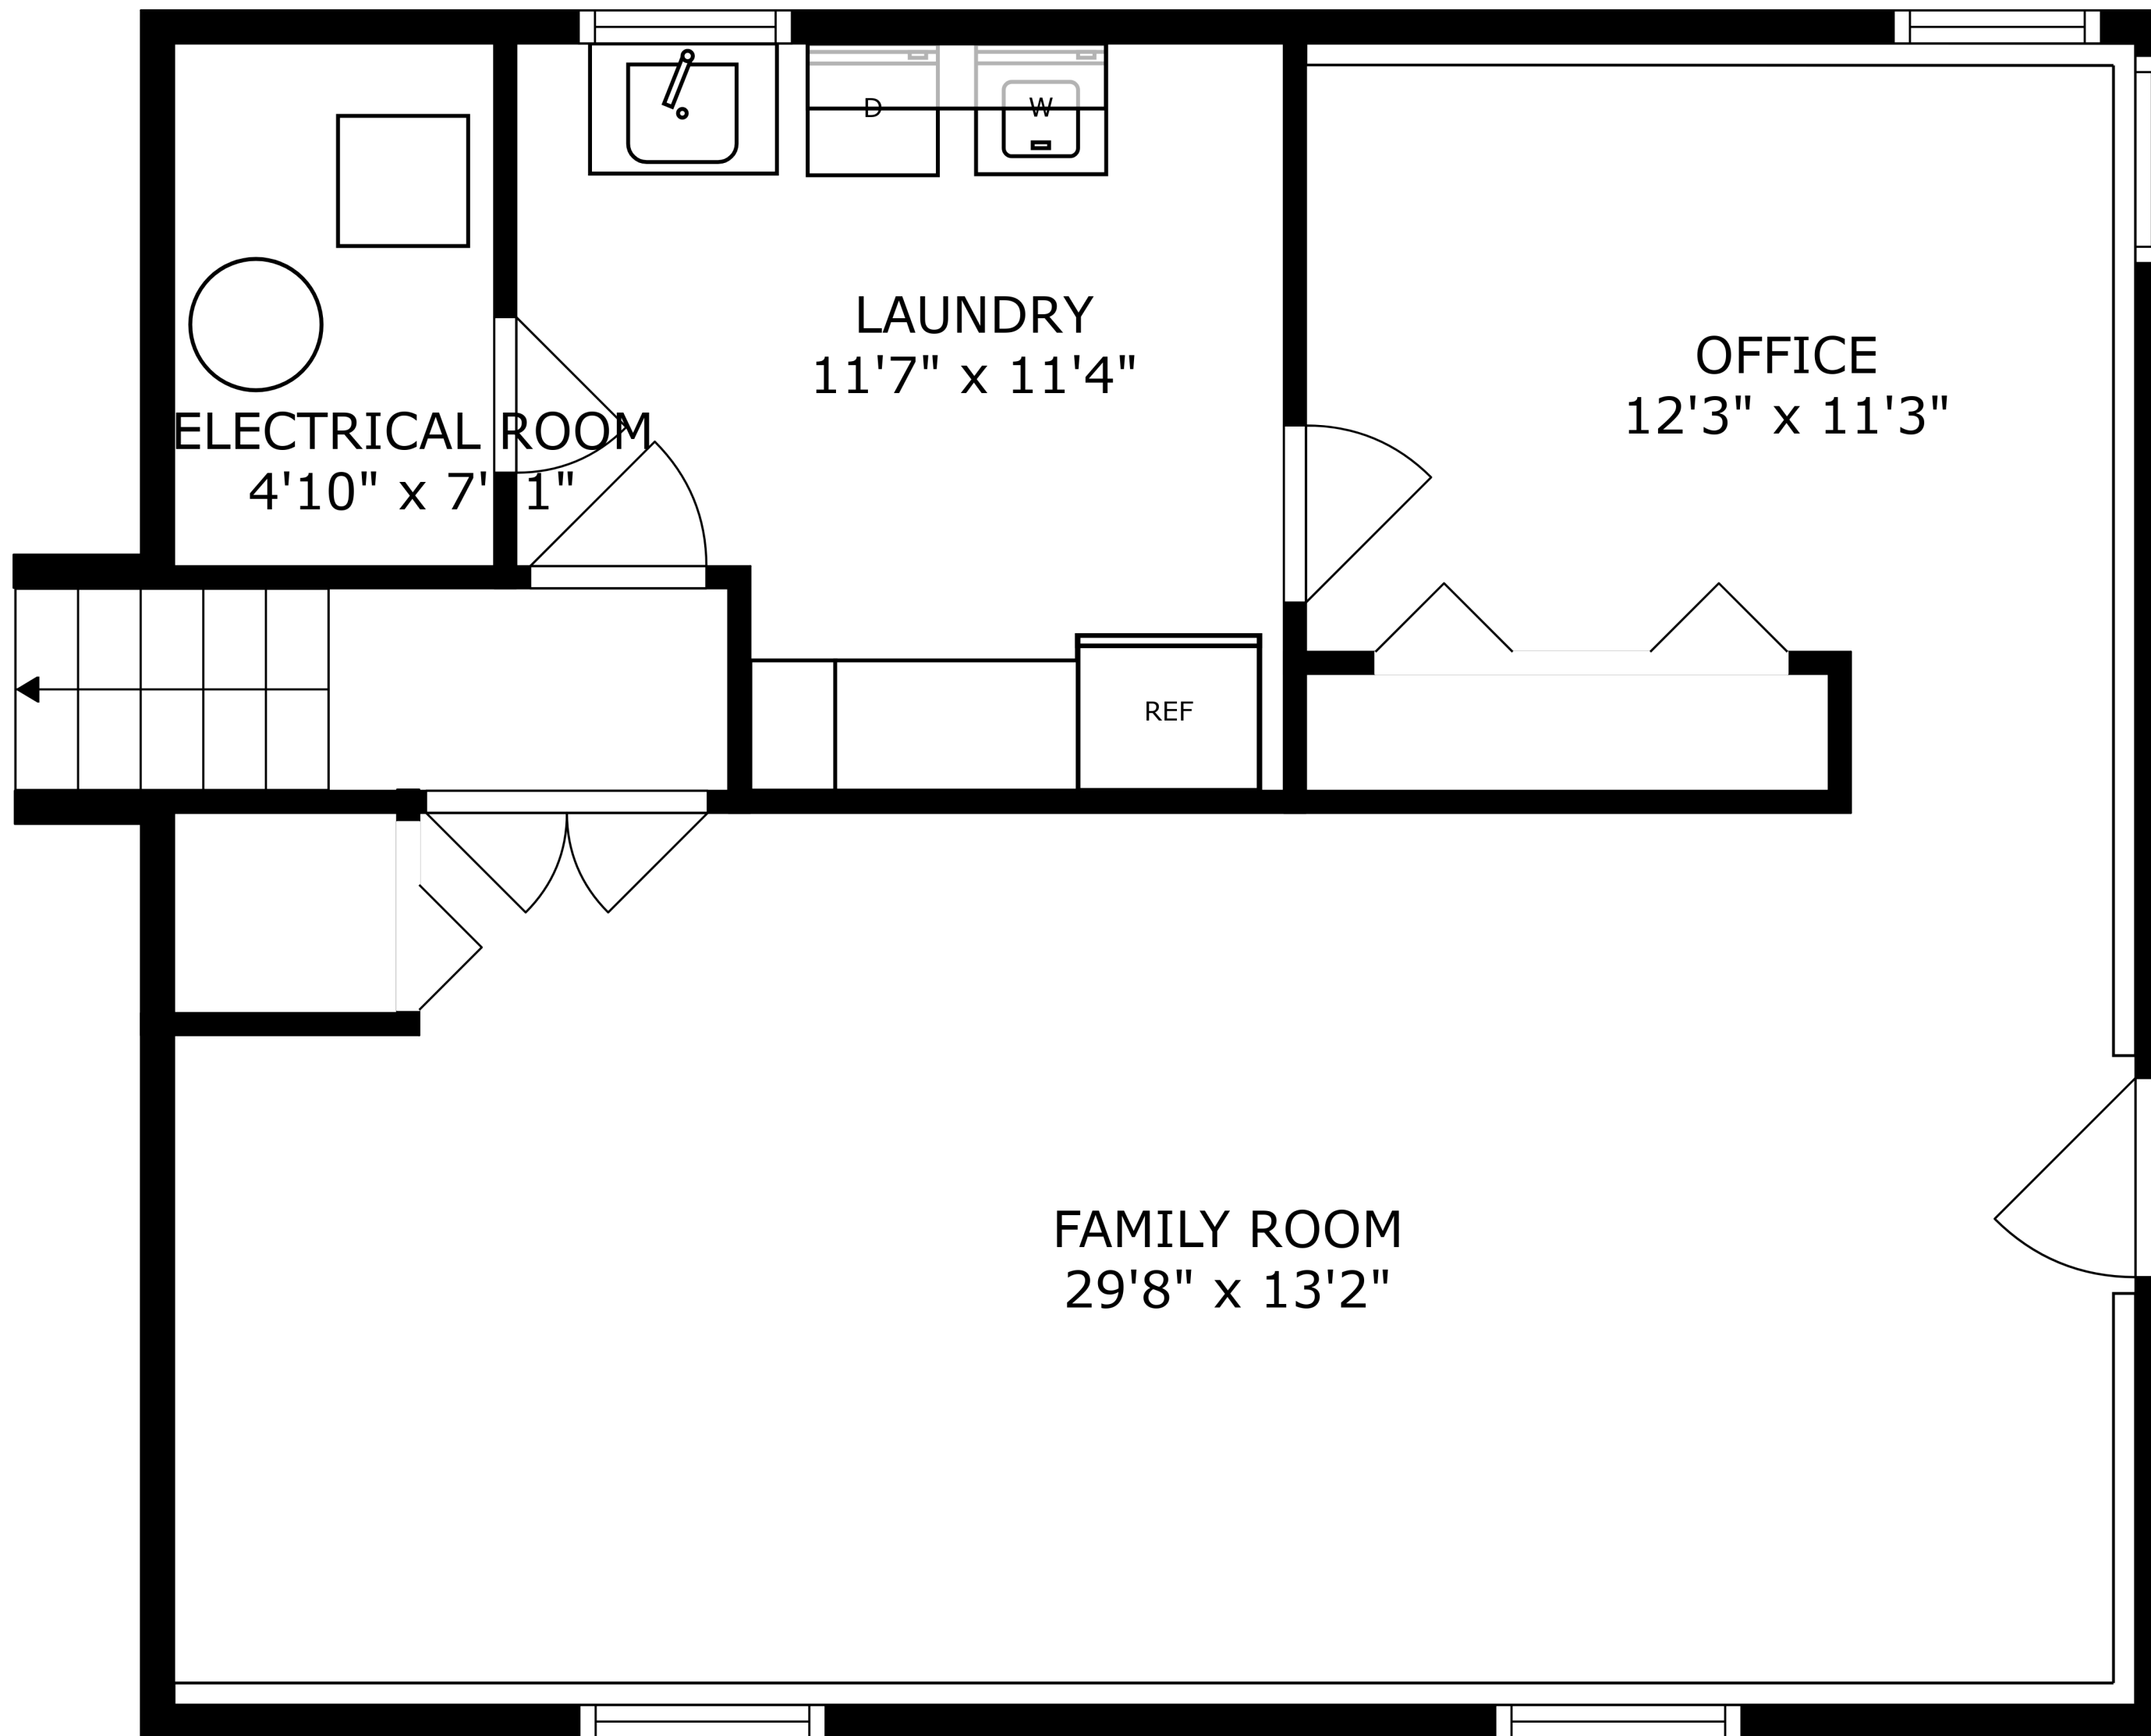 D
W
LAUNDRY
11'7" x 11'4"
OFFICE
12'3" x 11'3"
ELECTRICAL ROOM
4'10" x 7'11"
REF
FAMILY ROOM
29'8" x 13'2"